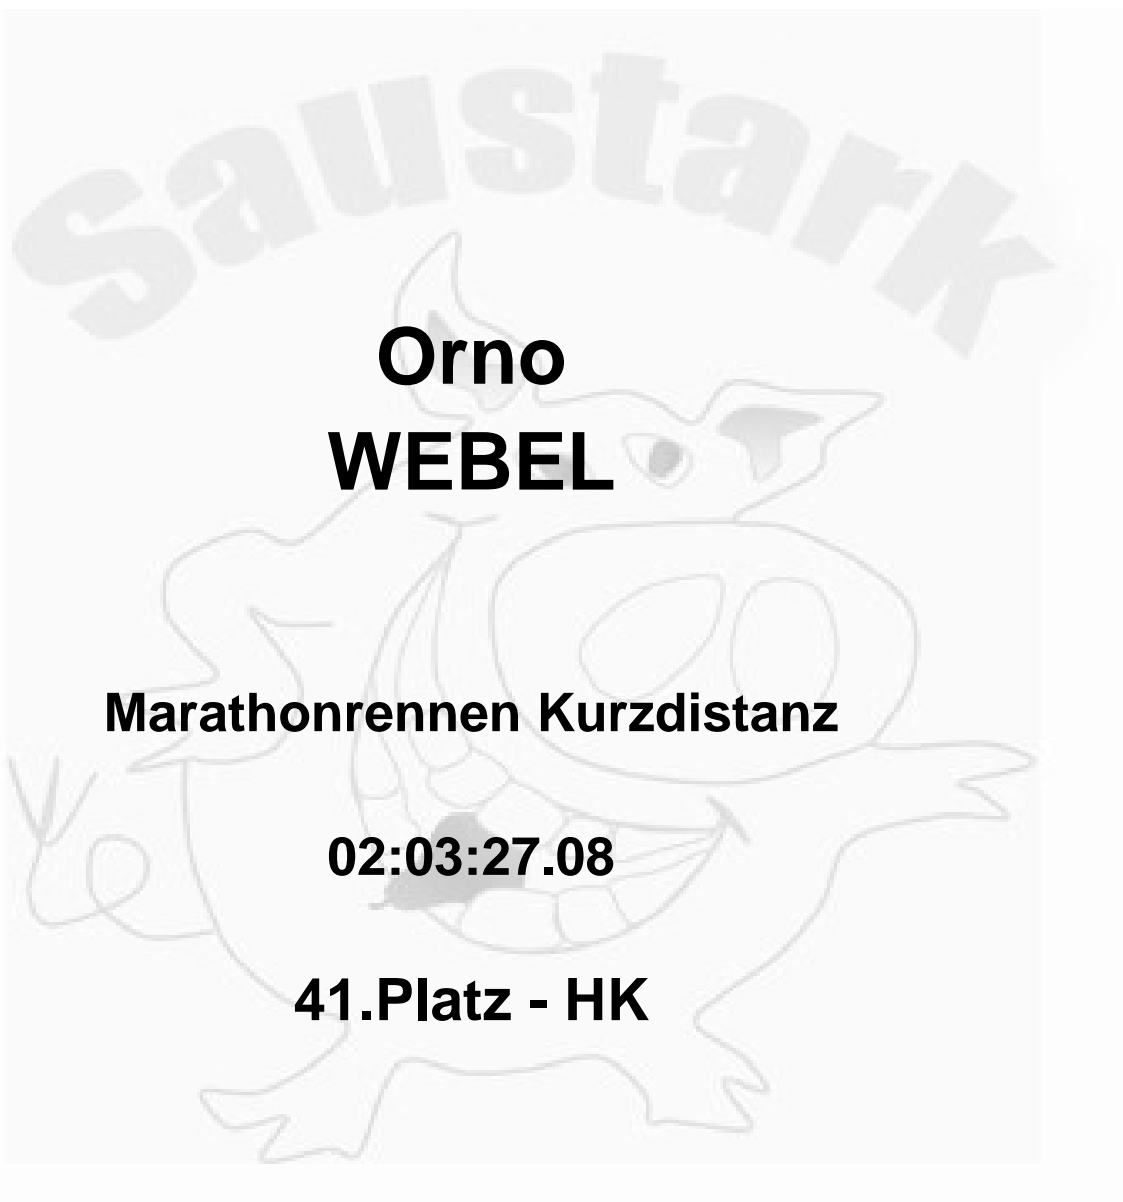 Saustark
Orno
WEBEL
Marathonrennen Kurzdistanz
02:03:27.08
41.Platz - HK